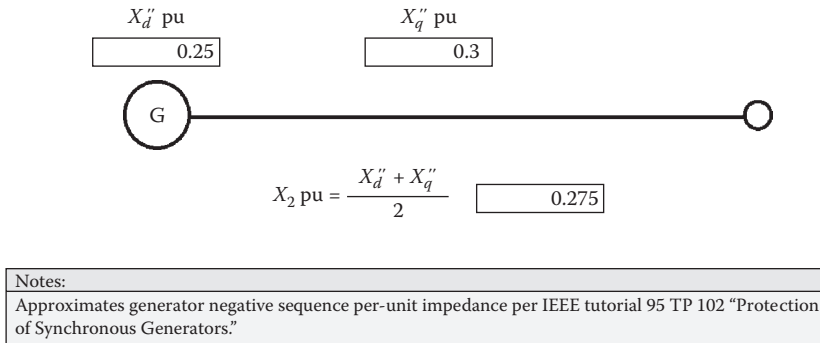 X″d pu X″q pu
0.25 0.3
G
X2 pu = X″d + X″q / 2 0.275
Notes:
Approximates generator negative sequence per-unit impedance per IEEE tutorial 95 TP 102 “Protection
of Synchronous Generators.”